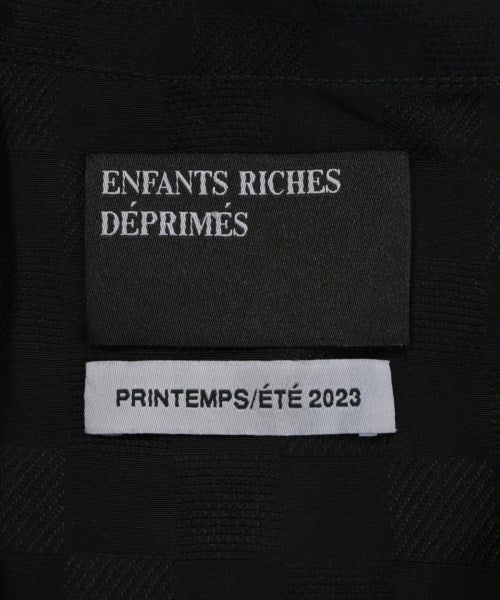 ENFANTS RICHES
DÉPRIMÉS
PRINTEMPS/ÉTÉ 2023